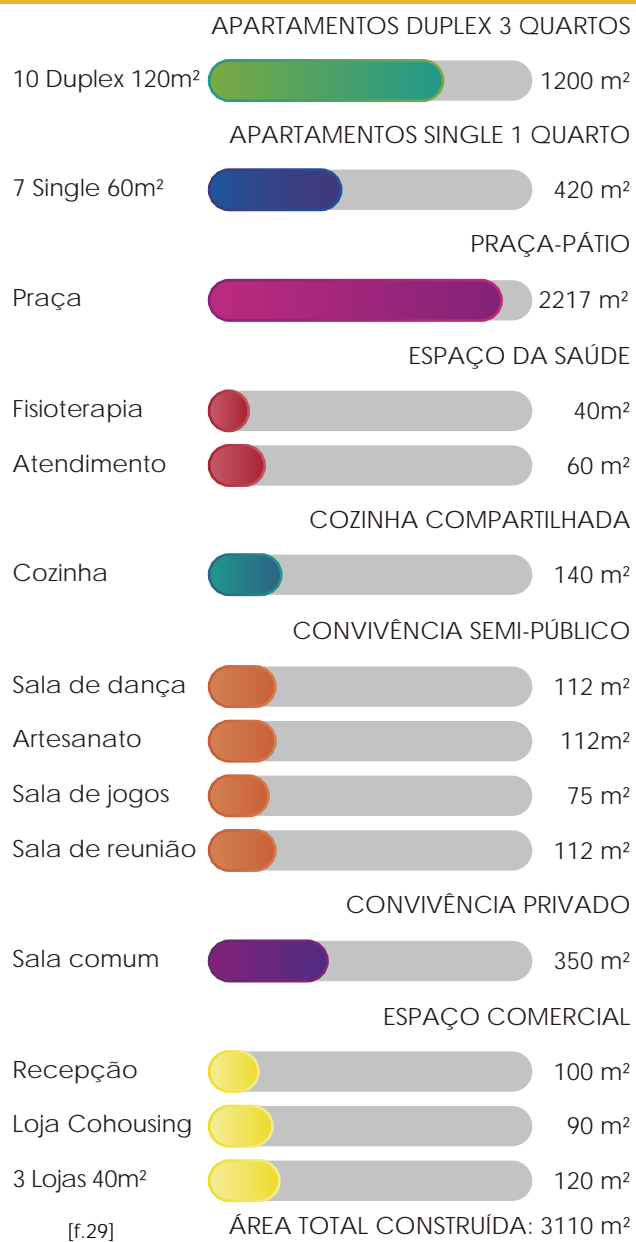 APARTAMENTOS DUPLEX 3 QUARTOS
10 Duplex 120m² 1200 m²
APARTAMENTOS SINGLE 1 QUARTO
7 Single 60m² 420 m²
PRAÇA-PÁTIO
Praça 2217 m²
ESPAÇO DA SAÚDE
Fisioterapia 40m²
Atendimento 60 m²
COZINHA COMPARTILHADA
Cozinha 140 m²
CONVIVÊNCIA SEMI-PÚBLICO
Sala de dança 112 m²
Artesanato 112m²
Sala de jogos 75 m²
Sala de reunião 112 m²
CONVIVÊNCIA PRIVADO
Sala comum 350 m²
ESPAÇO COMERCIAL
Recepção 100 m²
Loja Cohousing 90 m²
3 Lojas 40m² 120 m²
[f.29] ÁREA TOTAL CONSTRUÍDA: 3110 m²